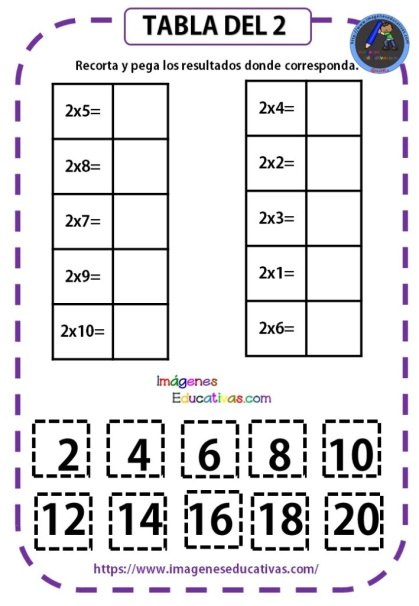 TABLA DEL 2
Recorta y pega los resultados donde corresponda.
2x5=
2x8=
2x7=
2x9=
2x10=
2x4=
2x2=
2x3=
2x1=
2x6=
Imágenes
Educativas.com
2 4 6 8 10
12 14 16 18 20
https://www.imageneseducativas.com/